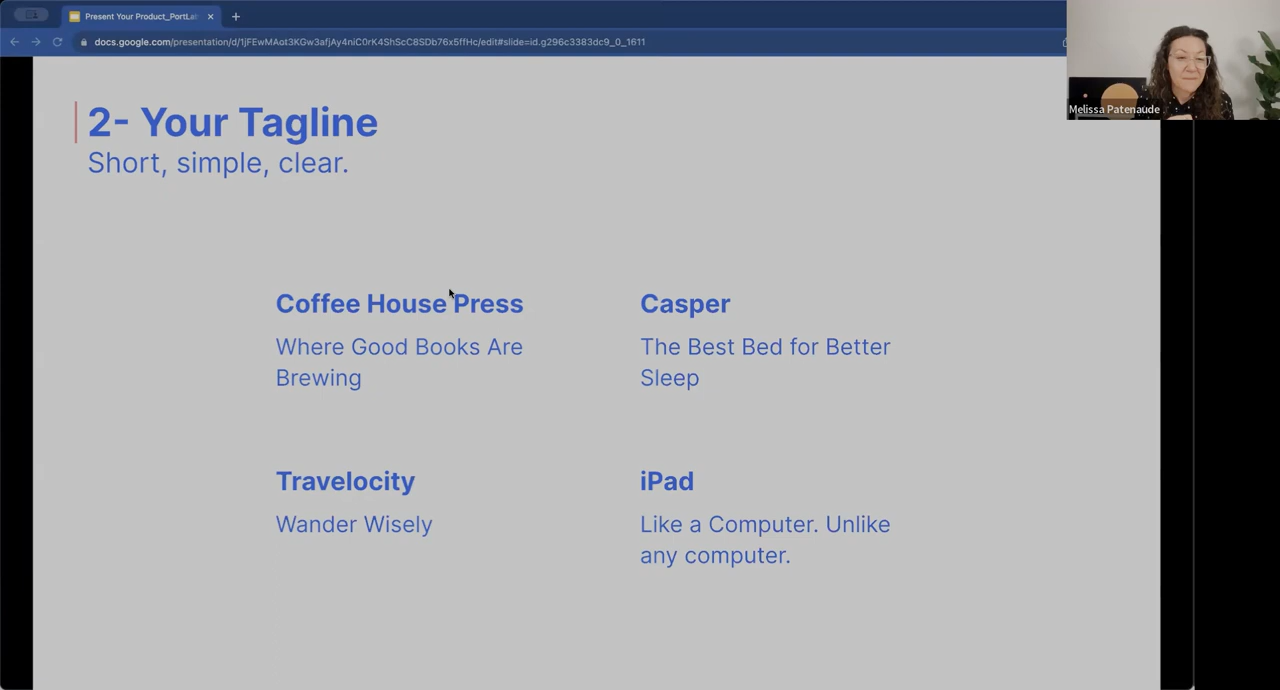 Present Your Product_PortLa
docs.google.com/presentation/d/1jFEwMAot3KGw3afjAy4niC0rK4ShScC8SDb76x5ffHc/edit#slide=id.g296c3383dc9_0_1611
Melissa Patenaude
2- Your Tagline
Short, simple, clear.
Coffee House Press
Where Good Books Are
Brewing
Casper
The Best Bed for Better
Sleep
Travelocity
Wander Wisely
iPad
Like a Computer. Unlike
any computer.